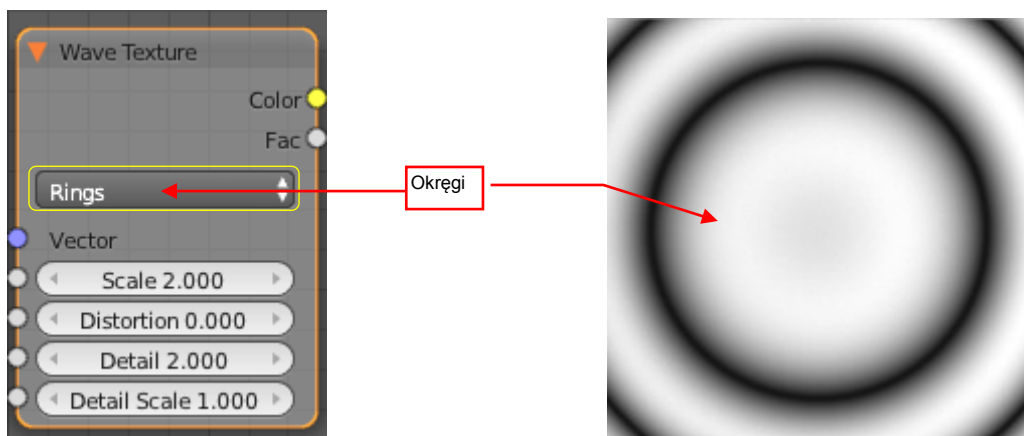 Wave Texture
Color
Fac
Rings
Okręgi
Vector
Scale 2.000
Distortion 0.000
Detail 2.000
Detail Scale 1.000